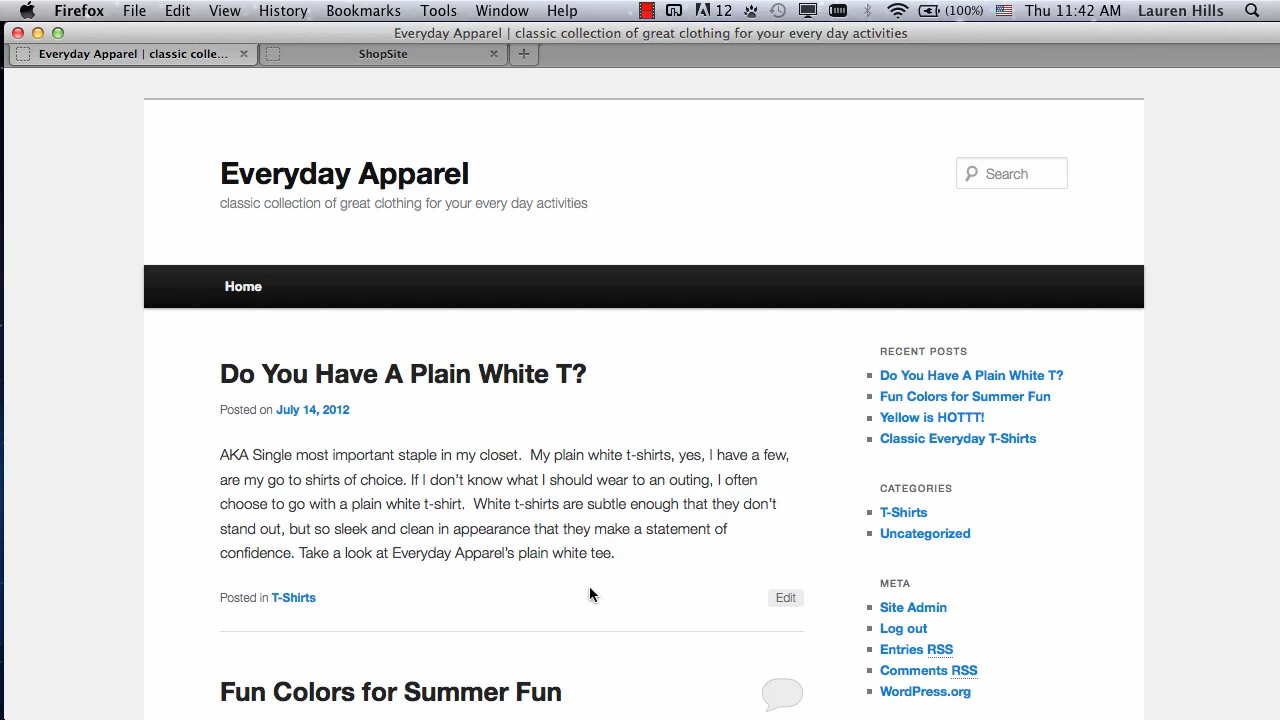 Firefox File Edit View History Bookmarks Tools Window Help 12 (100%) Thu 11:42 AM Lauren Hills
Everyday Apparel | classic collection of great clothing for your every day activities
Everyday Apparel | classic colle... ShopSite
Everyday Apparel
classic collection of great clothing for your every day activities
Search
Home
Do You Have A Plain White T?
Posted on July 14, 2012
AKA Single most important staple in my closet. My plain white t-shirts, yes, I have a few,
are my go to shirts of choice. If I don't know what I should wear to an outing, I often
choose to go with a plain white t-shirt. White t-shirts are subtle enough that they don't
stand out, but so sleek and clean in appearance that they make a statement of
confidence. Take a look at Everyday Apparel's plain white tee.
Posted in T-Shirts
Edit
Fun Colors for Summer Fun
RECENT POSTS
Do You Have A Plain White T?
Fun Colors for Summer Fun
Yellow is HOTTT!
Classic Everyday T-Shirts
CATEGORIES
T-Shirts
Uncategorized
META
Site Admin
Log out
Entries RSS
Comments RSS
WordPress.org